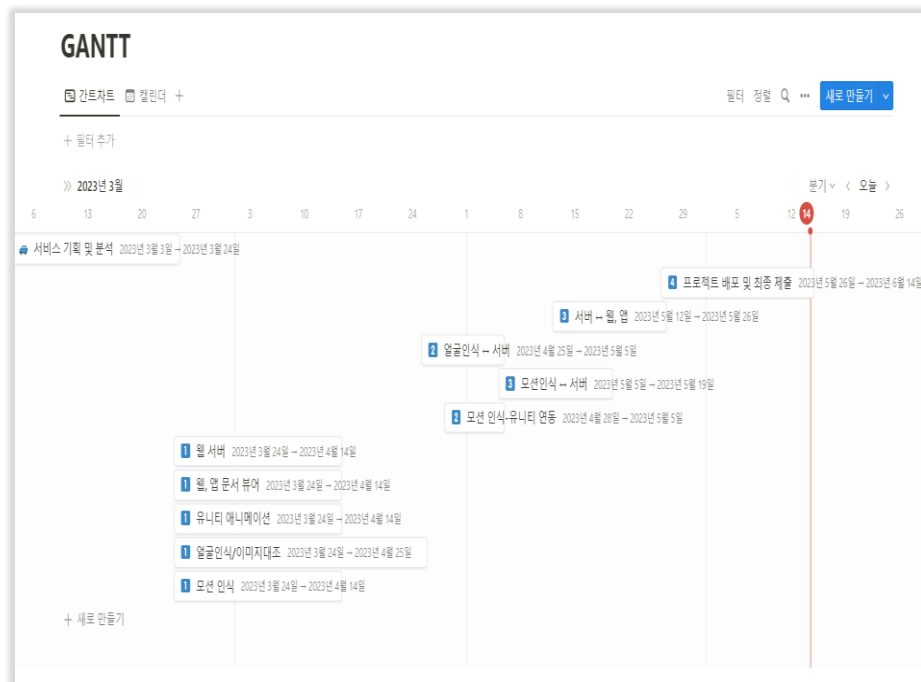 GANTT
간트차트 캘린더 +
필터 정렬 새로 만들기
+ 필터 추가
2023년 3월
분기 오늘
6 13 20 27 3 10 17 24 1 8 15 22 29 5 12 14 19 26
서비스 기획 및 분석 2023년 3월 3일 → 2023년 3월 24일
4 프로젝트 배포 및 최종 제출 2023년 5월 26일 → 2023년 6월 14일
3 서버 ↔ 웹, 앱 2023년 5월 12일 → 2023년 5월 26일
2 얼굴인식 ↔ 서버 2023년 4월 25일 → 2023년 5월 5일
3 모션인식 ↔ 서버 2023년 5월 5일 → 2023년 5월 19일
2 모션 인식-유니티 연동 2023년 4월 28일 → 2023년 5월 5일
1 웹 서버 2023년 3월 24일 → 2023년 4월 14일
1 웹, 앱 문서 뷰어 2023년 3월 24일 → 2023년 4월 14일
1 유니티 애니메이션 2023년 3월 24일 → 2023년 4월 14일
1 얼굴인식/이미지대조 2023년 3월 24일 → 2023년 4월 25일
1 모션 인식 2023년 3월 24일 → 2023년 4월 14일
+ 새로 만들기